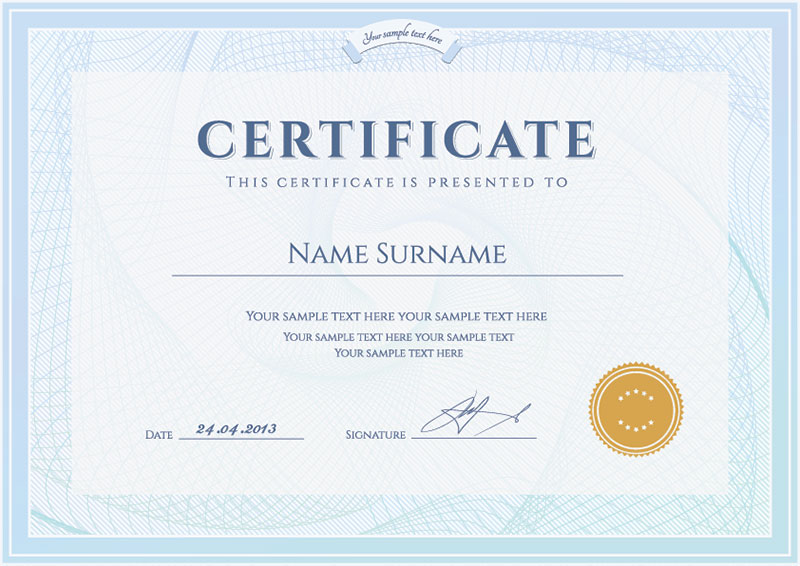 Your sample text here
CERTIFICATE
THIS CERTIFICATE IS PRESENTED TO
NAME SURNAME
YOUR SAMPLE TEXT HERE YOUR SAMPLE TEXT HERE
YOUR SAMPLE TEXT HERE YOUR SAMPLE TEXT
YOUR SAMPLE TEXT HERE
DATE 24.04.2013 SIGNATURE